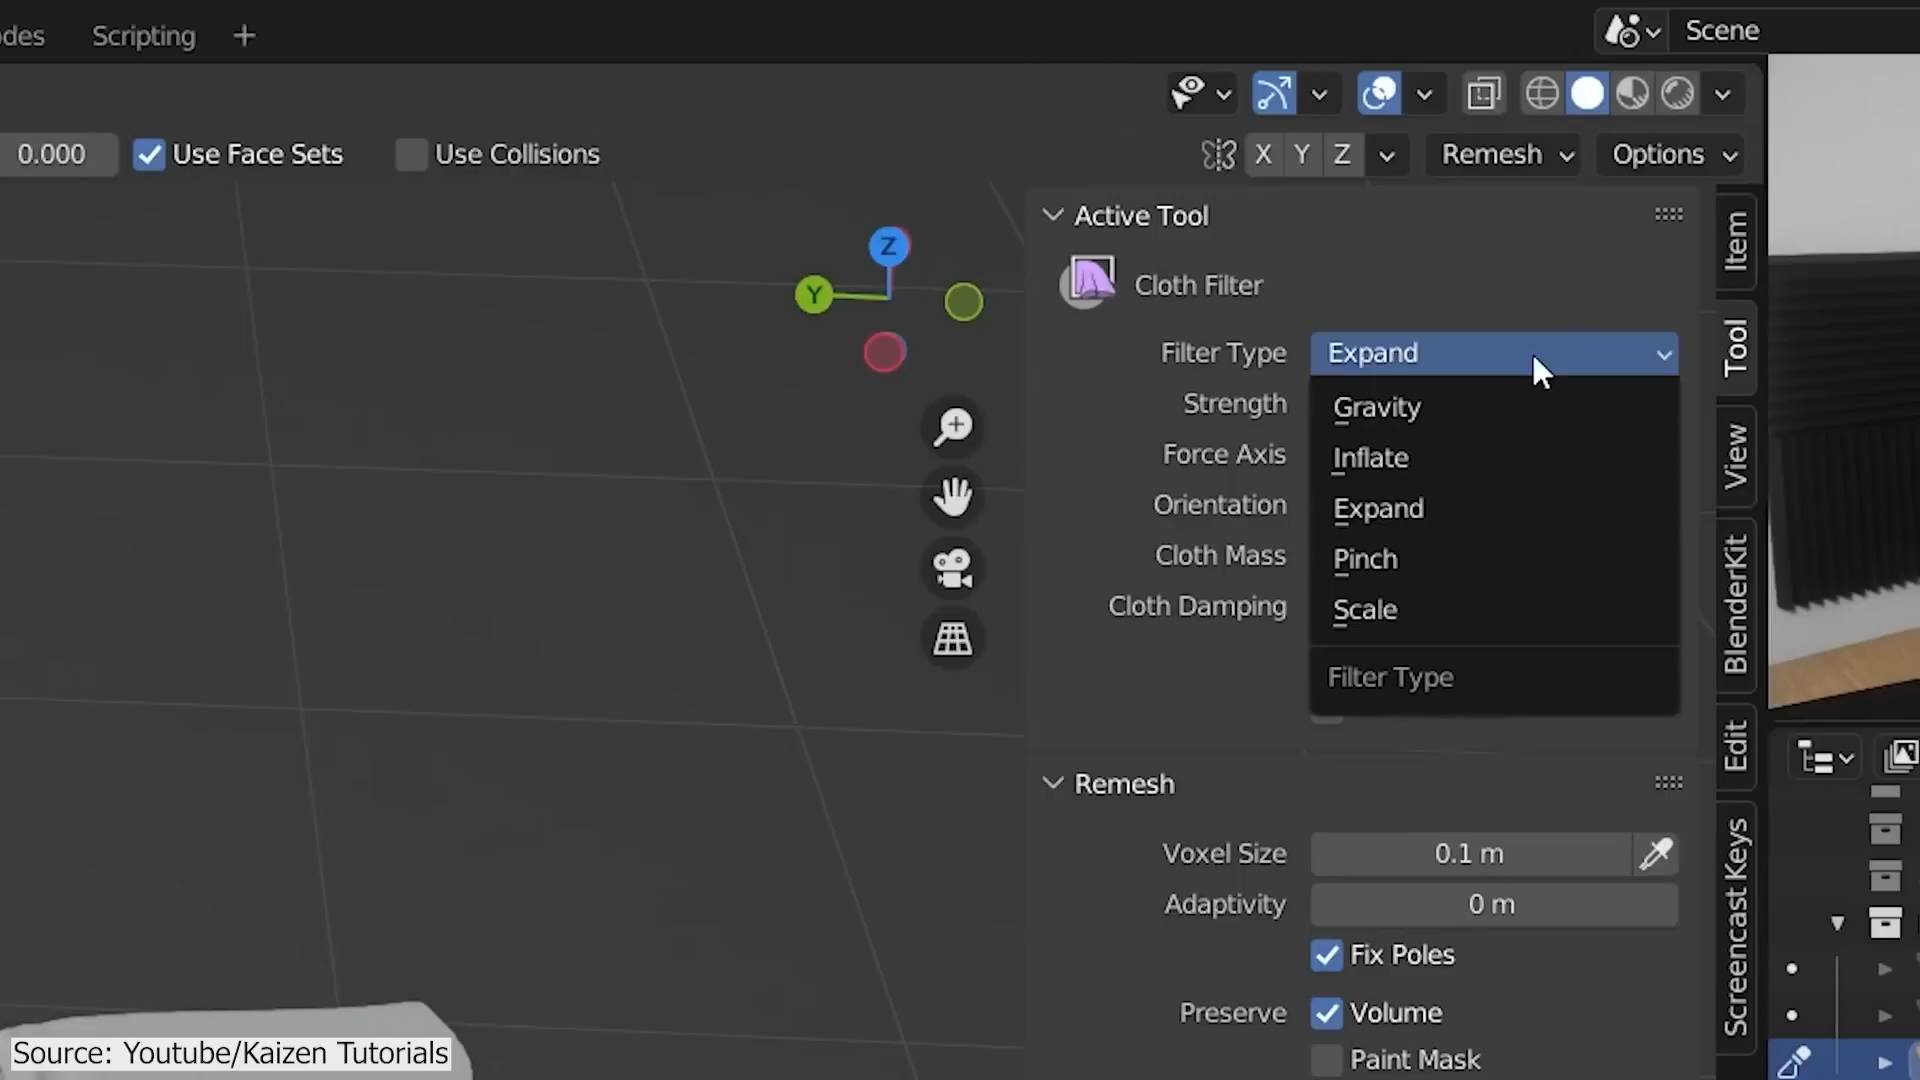 Scripting +
Scene
0.000 Use Face Sets Use Collisions
X Y Z Remesh Options
Active Tool
Cloth Filter
Filter Type Expand
Strength
Force Axis
Orientation
Cloth Mass
Cloth Damping
Gravity
Inflate
Expand
Pinch
Scale
Filter Type
Z
Y
Remesh
Voxel Size 0.1 m
Adaptivity 0 m
Fix Poles
Preserve Volume
Paint Mask
Item
Tool
View
BlenderKit
Edit
Screencast Keys
Source: Youtube/Kaizen Tutorials